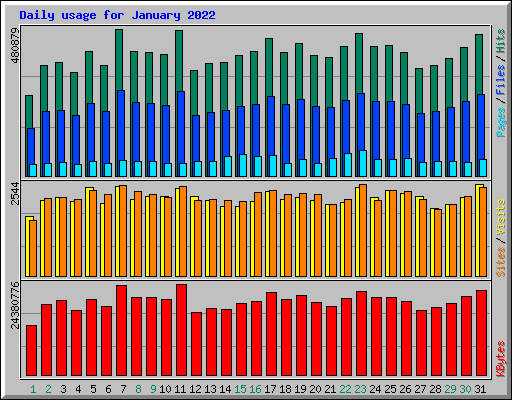 Daily usage for January 2022
480879
Pages / Files / Hits
2544
Sites / Visits
24380776
KBytes
1 2 3 4 5 6 7 8 9 10 11 12 13 14 15 16 17 18 19 20 21 22 23 24 25 26 27 28 29 30 31